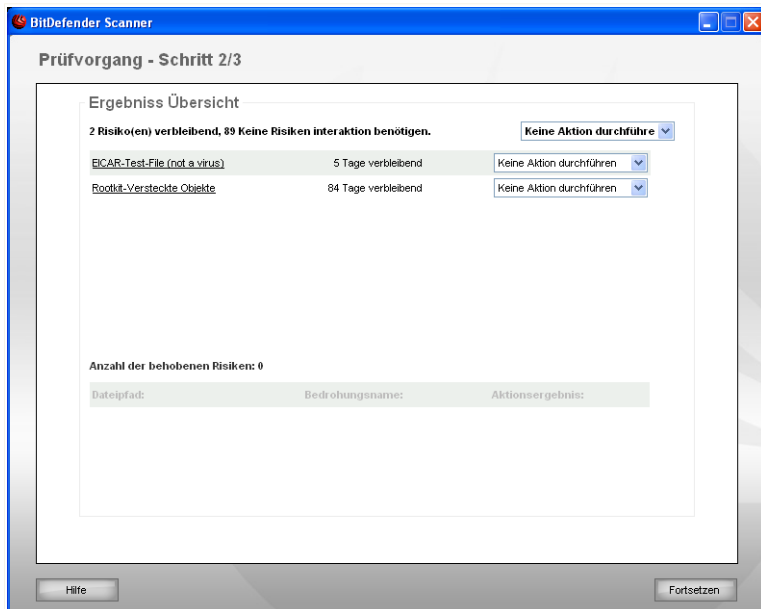 BitDefender Scanner
Prüfvorgang - Schritt 2/3
Ergebniss Übersicht
2 Risiko(en) verbleibend, 89 Keine Risiken interaktion benötigen. Keine Aktion durchführe
EICAR-Test-File (not a virus) 5 Tage verbleibend Keine Aktion durchführen
Rootkit-Versteckte Objekte 84 Tage verbleibend Keine Aktion durchführen
Anzahl der behobenen Risiken: 0
Dateipfad: Bedrohungsname: Aktionsergebnis:
Hilfe Fortsetzen